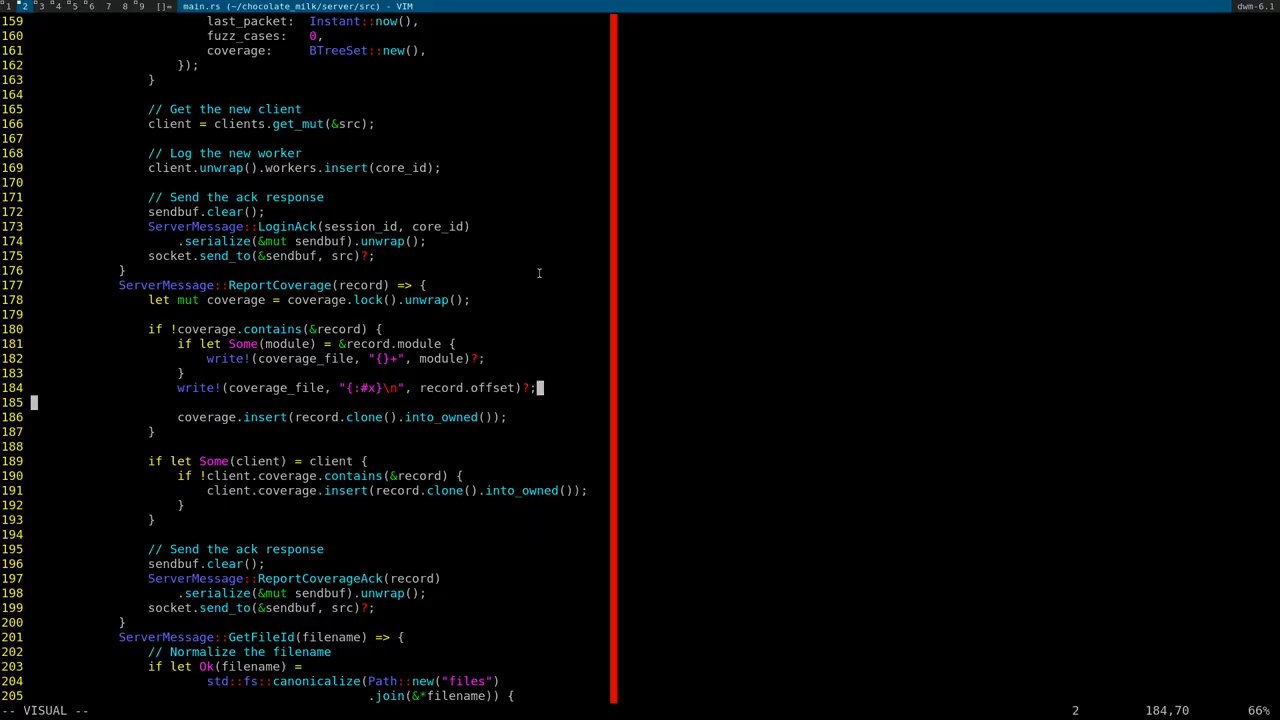 1 2 3 4 5 6 7 8 9 []= main.rs (~/chocolate_milk/server/src) - VIM dwm-6.1
159                         last_packet:  Instant::now(),
160                         fuzz_cases:   0,
161                         coverage:     BTreeSet::new(),
162                     });
163                 }
164
165                 // Get the new client
166                 client = clients.get_mut(&src);
167
168                 // Log the new worker
169                 client.unwrap().workers.insert(core_id);
170
171                 // Send the ack response
172                 sendbuf.clear();
173                 ServerMessage::LoginAck(session_id, core_id)
174                     .serialize(&mut sendbuf).unwrap();
175                 socket.send_to(&sendbuf, src)?;
176             }
177             ServerMessage::ReportCoverage(record) => {
178                 let mut coverage = coverage.lock().unwrap();
179
180                 if !coverage.contains(&record) {
181                     if let Some(module) = &record.module {
182                         write!(coverage_file, "{}+", module)?;
183                     }
184                     write!(coverage_file, "{:#x}\n", record.offset)?;
185
186                     coverage.insert(record.clone().into_owned());
187                 }
188
189                 if let Some(client) = client {
190                     if !client.coverage.contains(&record) {
191                         client.coverage.insert(record.clone().into_owned());
192                     }
193                 }
194
195                 // Send the ack response
196                 sendbuf.clear();
197                 ServerMessage::ReportCoverageAck(record)
198                     .serialize(&mut sendbuf).unwrap();
199                 socket.send_to(&sendbuf, src)?;
200             }
201             ServerMessage::GetFileId(filename) => {
202                 // Normalize the filename
203                 if let Ok(filename) =
204                         std::fs::canonicalize(Path::new("files")
205                                               .join(&*filename)) {
-- VISUAL -- 2 184,70 66%